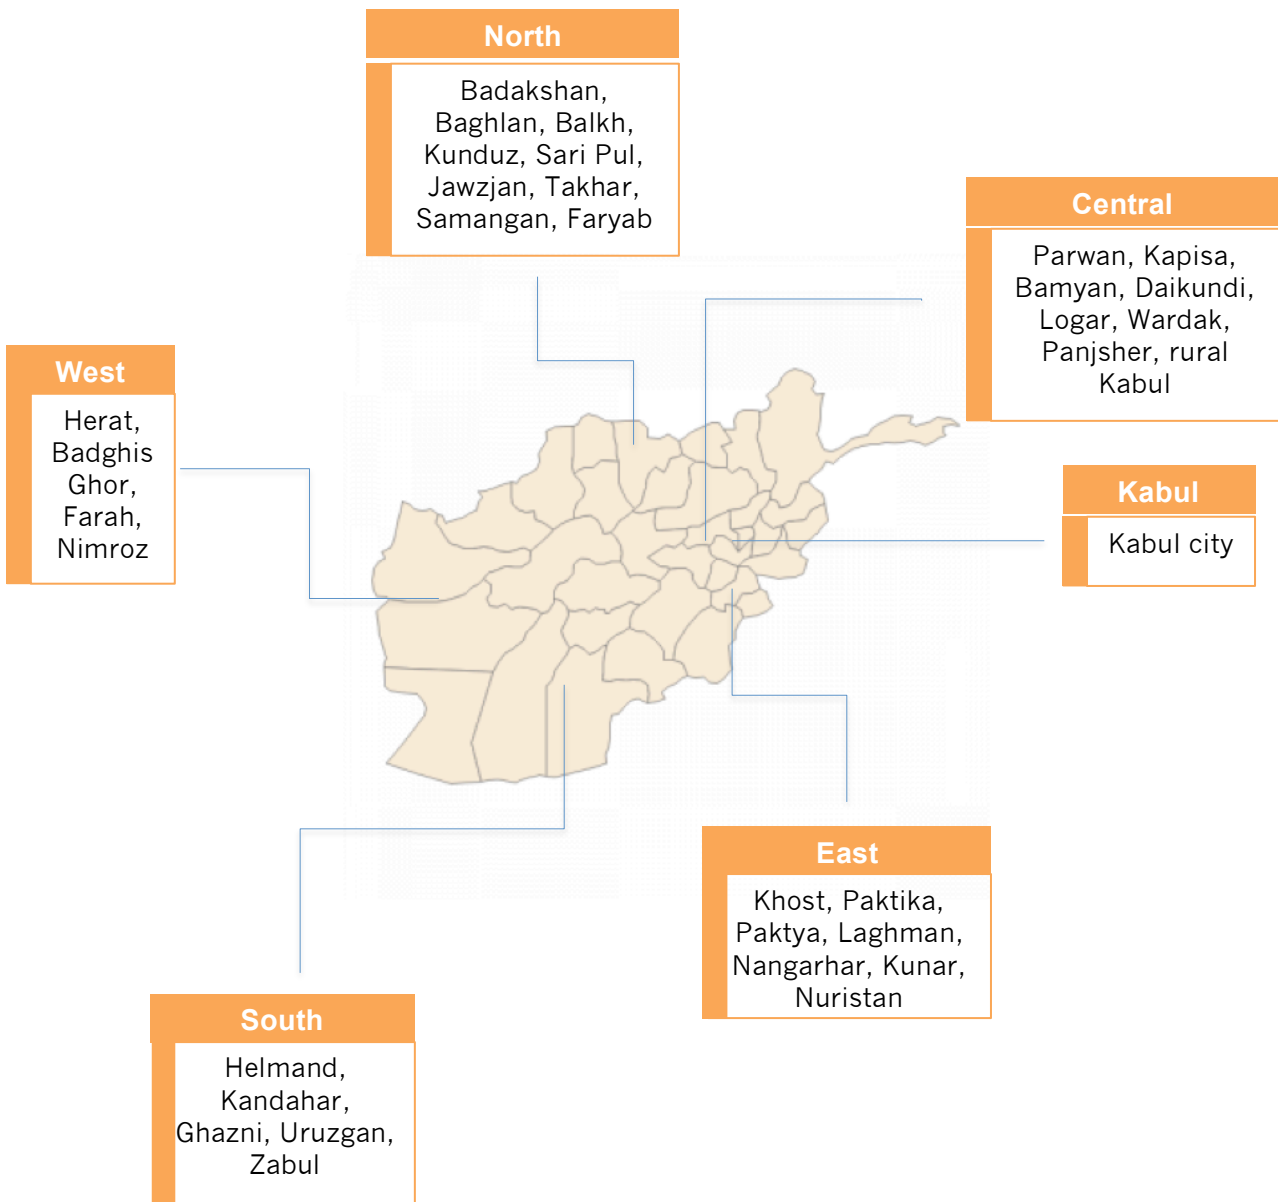 North
Badakshan,
Baghlan, Balkh,
Kunduz, Sari Pul,
Jawzjan, Takhar,
Samangan, Faryab
Central
Parwan, Kapisa,
Bamyan, Daikundi,
Logar, Wardak,
Panjsher, rural
Kabul
West
Herat,
Badghis
Ghor,
Farah,
Nimroz
Kabul
Kabul city
East
Khost, Paktika,
Paktya, Laghman,
Nangarhar, Kunar,
Nuristan
South
Helmand,
Kandahar,
Ghazni, Uruzgan,
Zabul